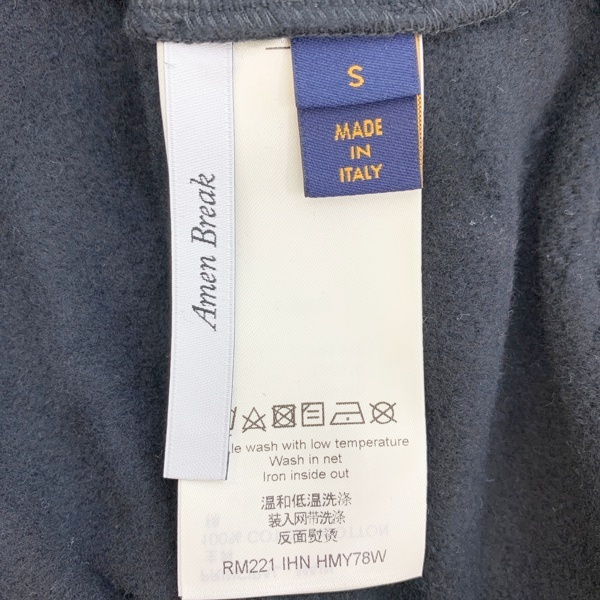 S
MADE
IN
ITALY
Amen Break
wash with low temperature
Wash in net
Iron inside out
温和低温洗涤
装入网带洗涤
反面熨烫
RM221 IHN HMY78W